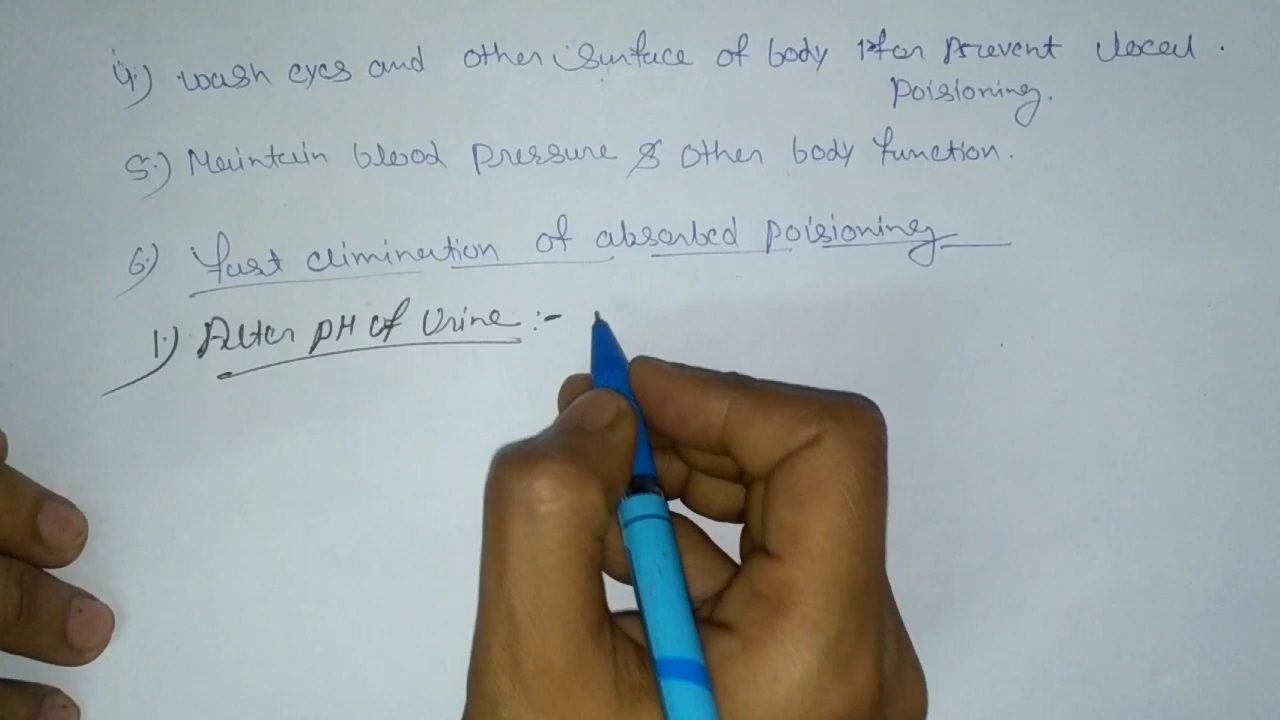 4.) wash eyes and other surface of body for prevent local.
poisioning.
5.) Maintain blood pressure & other body function.
6.) fast elimination of absorbed poisioning
1.) Alter pH of Urine :-